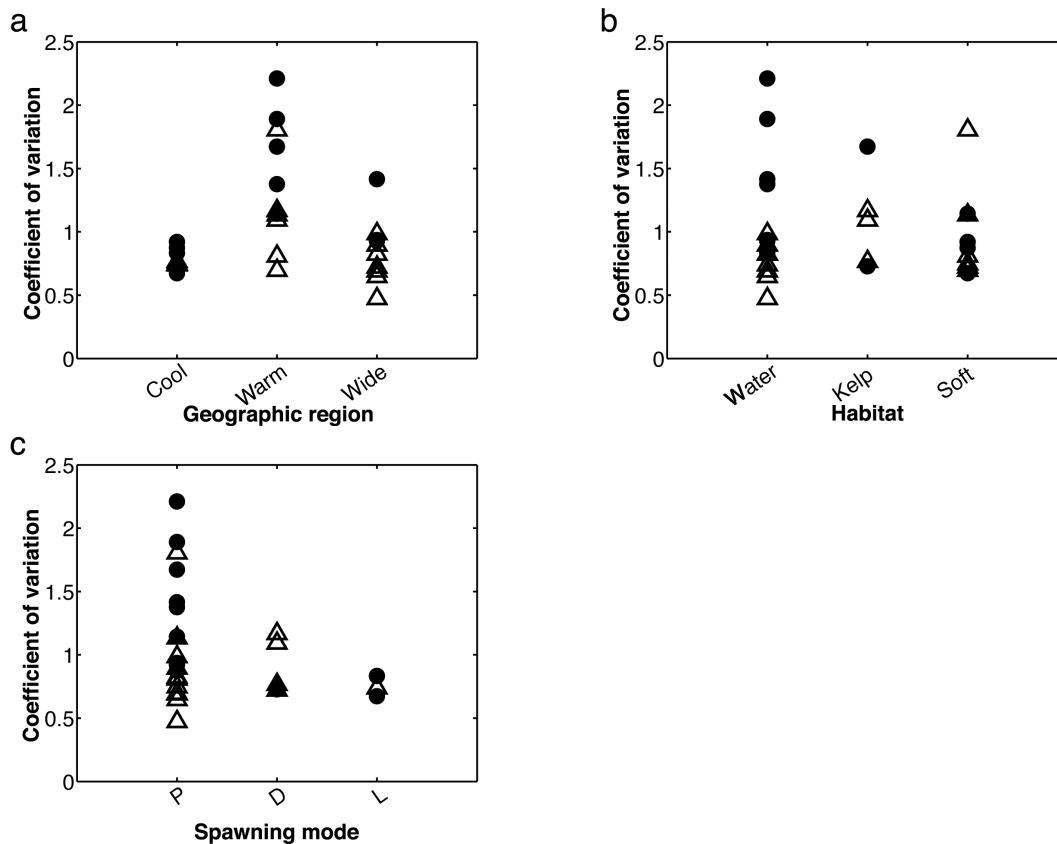 a
2.5
2
1.5
1
0.5
0
Coefficient of variation
Cool
Warm
Wide
Geographic region
b
2.5
2
1.5
1
0.5
0
Coefficient of variation
Water
Kelp
Soft
Habitat
c
2.5
2
1.5
1
0.5
0
Coefficient of variation
P
D
L
Spawning mode